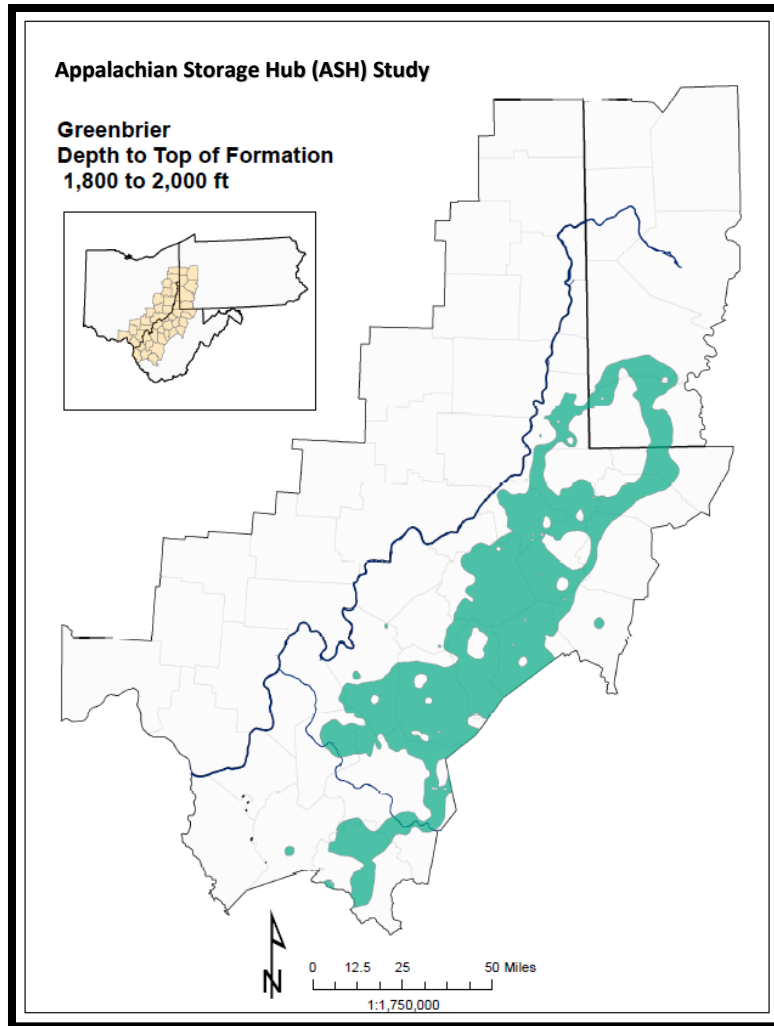 Appalachian Storage Hub (ASH) Study
Greenbrier
Depth to Top of Formation
1,800 to 2,000 ft
N
0 12.5 25 50 Miles
1:1,750,000